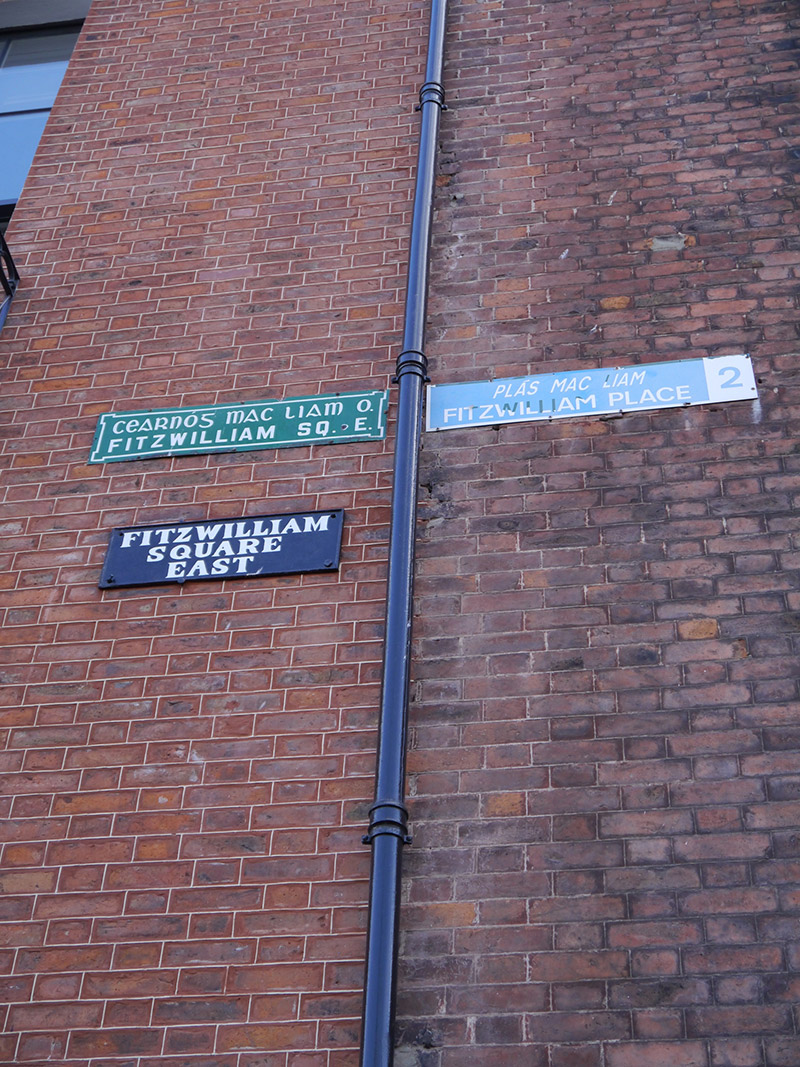 Cearnóg Mac Liam O.
FITZWILLIAM SQ. E.
FITZWILLIAM
SQUARE
EAST
PLÁS MAC LIAM
FITZWILLIAM PLACE
2